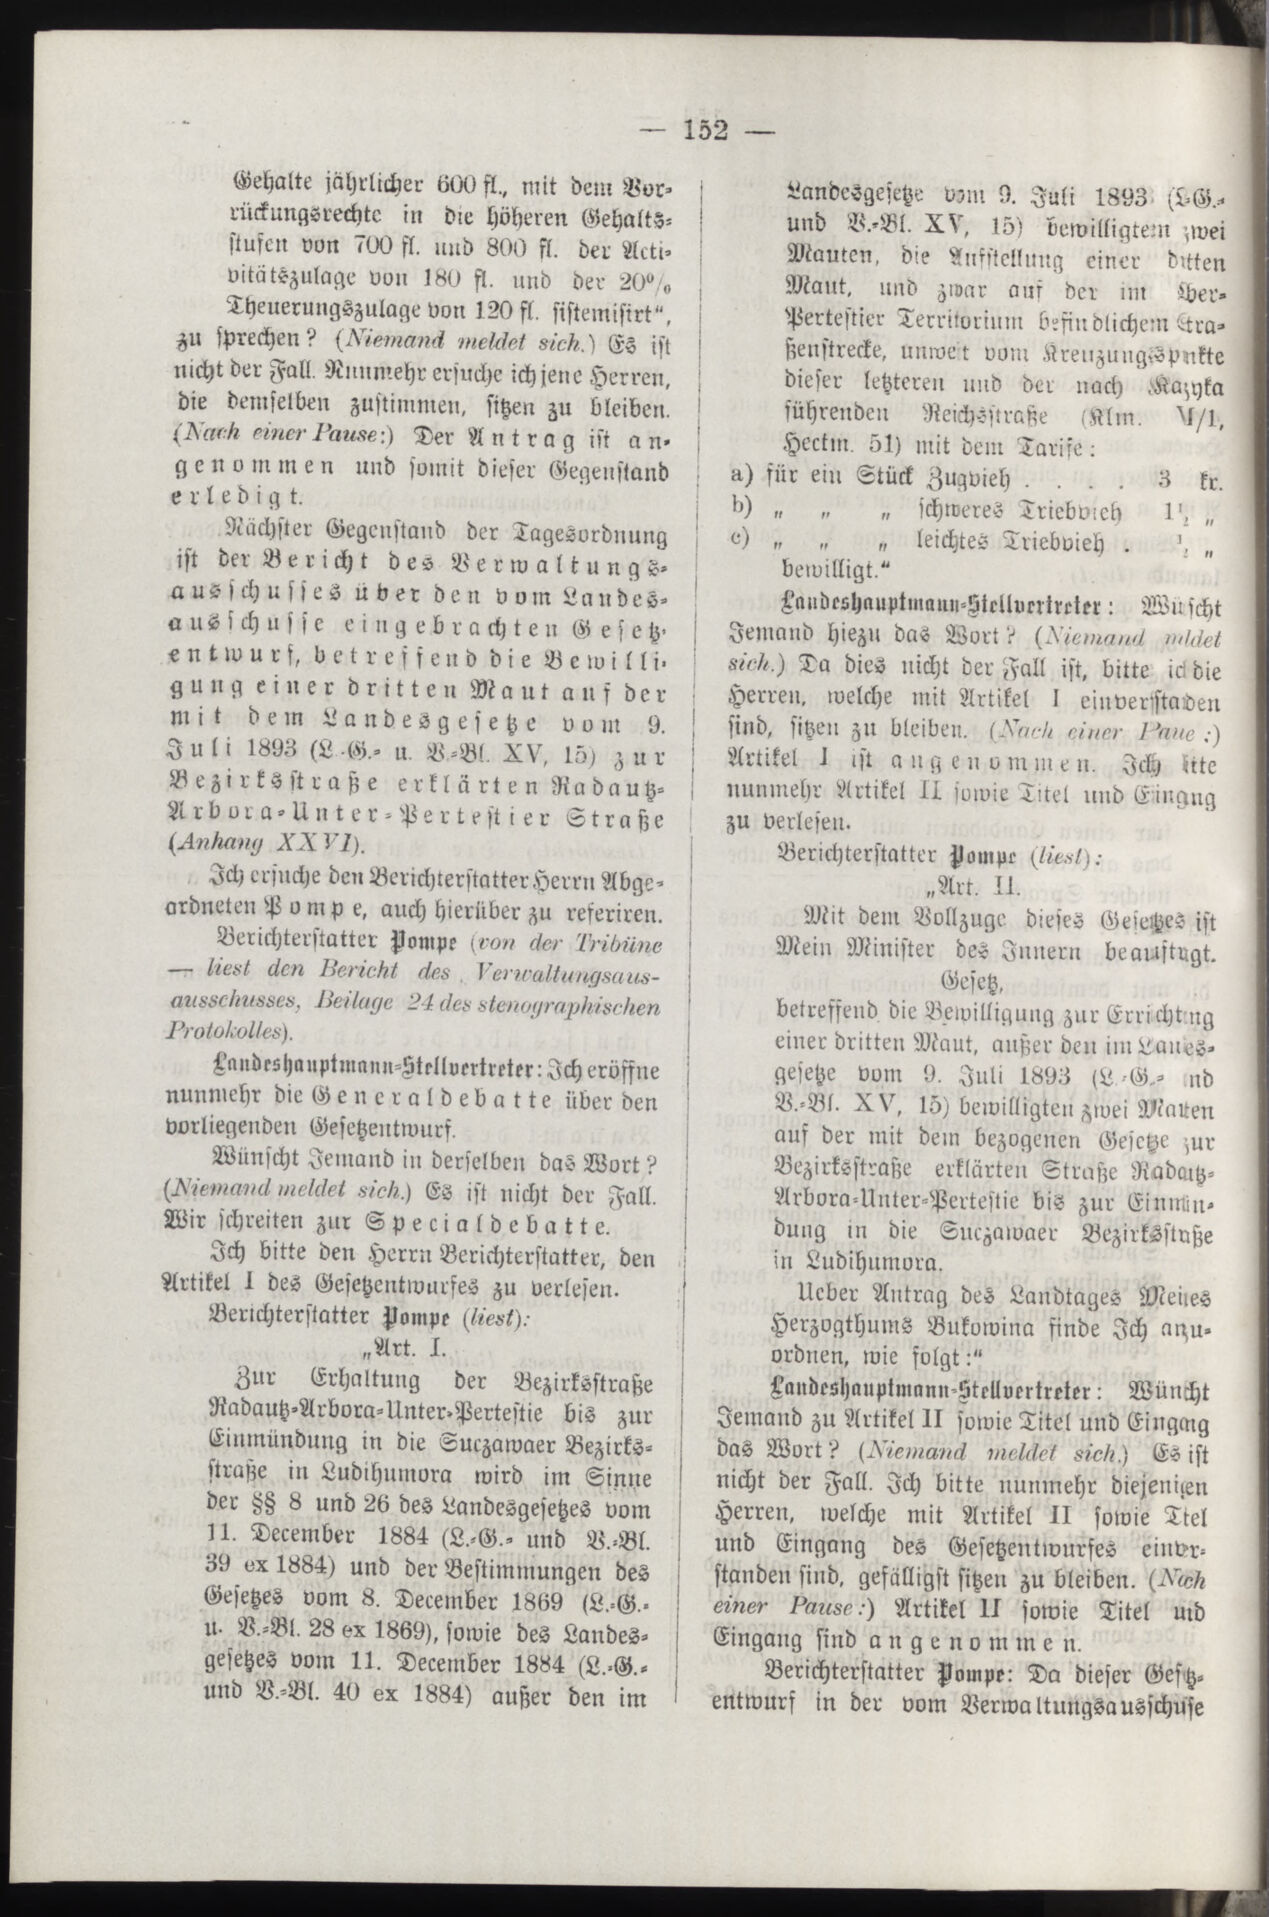 — 152 —
Gehalte jährlicher 600 fl., mit dem Vor-
rückungsrechte in die höheren Gehalts-
stufen von 700 fl. und 800 fl. der Acti-
vitätszulage von 180 fl. und der 20%
Theuerungszulage von 120 fl. sistemisirt“,
zu sprechen? (Niemand meldet sich.) Es ist
nicht der Fall. Nunmehr ersuche ich jene Herren,
die demselben zustimmen, sitzen zu bleiben.
(Nach einer Pause:) Der Antrag ist an-
genommen und somit dieser Gegenstand
erledigt.
Nächster Gegenstand der Tagesordnung
ist der Bericht des Verwaltungs-
ausschusses über den vom Landes-
ausschusse eingebrachten Gesetz-
entwurf, betreffend die Bewilli-
gung einer dritten Maut auf der
mit dem Landesgesetze vom 9.
Juli 1893 (L.-G.- u. V.-Bl. XV, 15) zur
Bezirksstraße erklärten Radautz-
Arbora-Unter-Pertestier Straße
(Anhang XXVI).
Ich ersuche den Berichterstatter Herrn Abge-
ordneten Pompe, auch hierüber zu referiren.
Berichterstatter Pompe (von der Tribüne
— liest den Bericht des Verwaltungsaus-
ausschusses, Beilage 24 des stenographischen
Protokolles).
Landeshauptmann-Stellvertreter: Ich eröffne
nunmehr die Generaldebatte über den
vorliegenden Gesetzentwurf.
Wünscht Jemand in derselben das Wort?
(Niemand meldet sich.) Es ist nicht der Fall.
Wir schreiten zur Specialdebatte.
Ich bitte den Herrn Berichterstatter, den
Artikel I des Gesetzentwurfes zu verlesen.
Berichterstatter Pompe (liest):
„Art. I.
Zur Erhaltung der Bezirksstraße
Radautz-Arbora-Unter-Pertestie bis zur
Einmündung in die Suczawaer Bezirks-
straße in Ludihumora wird im Sinne
der §§ 8 und 26 des Landesgesetzes vom
11. December 1884 (L.-G.- und V.-Bl.
39 ex 1884) und der Bestimmungen des
Gesetzes vom 8. December 1869 (L.-G.-
u. V.-Bl. 28 ex 1869), sowie des Landes-
gesetzes vom 11. December 1884 (L.-G.-
und V.-Bl. 40 ex 1884) außer den im
Landesgesetze vom 9. Juli 1893 (L-G.-
und V.-Bl. XV, 15) bewilligten zwei
Mauten, die Aufstellung einer ditten
Maut, und zwar auf der im ber-
Pertestier Territorium befindlichem tra-
ßenstrecke, unweit vom Kreuzungspnkte
dieser letzteren und der nach Kazyka
führenden Reichsstraße (Klm. /1,
Hectm. 51) mit dem Tarife:
a) für ein Stück Zugvieh . . . . 3 kr.
b) „ „ „ schweres Triebvieh 1½ „
c) „ „ „ leichtes Triebvieh . ½ „
bewilligt.“
Landeshauptmann-Stellvertreter: Wüscht
Jemand hiezu das Wort? (Niemand mldet
sich.) Da dies nicht der Fall ist, bitte ic die
Herren, welche mit Artikel I einverstaden
sind, sitzen zu bleiben. (Nach einer Paue:)
Artikel I ist angenommen. Ich itte
nunmehr Artikel II sowie Titel und Eingng
zu verlesen.
Berichterstatter Pompe (liest):
„Art. II.
Mit dem Vollzuge dieses Gesetzes ist
Mein Minister des Innern beauftragt.
Gesetz,
betreffend die Bewilligung zur Errichtng
einer dritten Maut, außer den im Lanes-
gesetze vom 9. Juli 1893 (L.-G.- nd
V.-Bl. XV, 15) bewilligten zwei Mauten
auf der mit dem bezogenen Gesetze zur
Bezirksstraße erklärten Straße Radautz-
Arbora-Unter-Pertestie bis zur Einmün-
dung in die Suczawaer Bezirksstraße
in Ludihumora.
Ueber Antrag des Landtages Meines
Herzogthums Bukowina finde Ich anzu-
ordnen, wie folgt:“
Landeshauptmann-Stellvertreter: Wüncht
Jemand zu Artikel II sowie Titel und Eingang
das Wort? (Niemand meldet sich.) Es ist
nicht der Fall. Ich bitte nunmehr diejenigen
Herren, welche mit Artikel II sowie Ttel
und Eingang des Gesetzentwurfes einver-
standen sind, gefälligst sitzen zu bleiben. (Nach
einer Pause:) Artikel II sowie Titel und
Eingang sind angenommen.
Berichterstatter Pompe: Da dieser Gesetz-
entwurf in der vom Verwaltungsausschuse